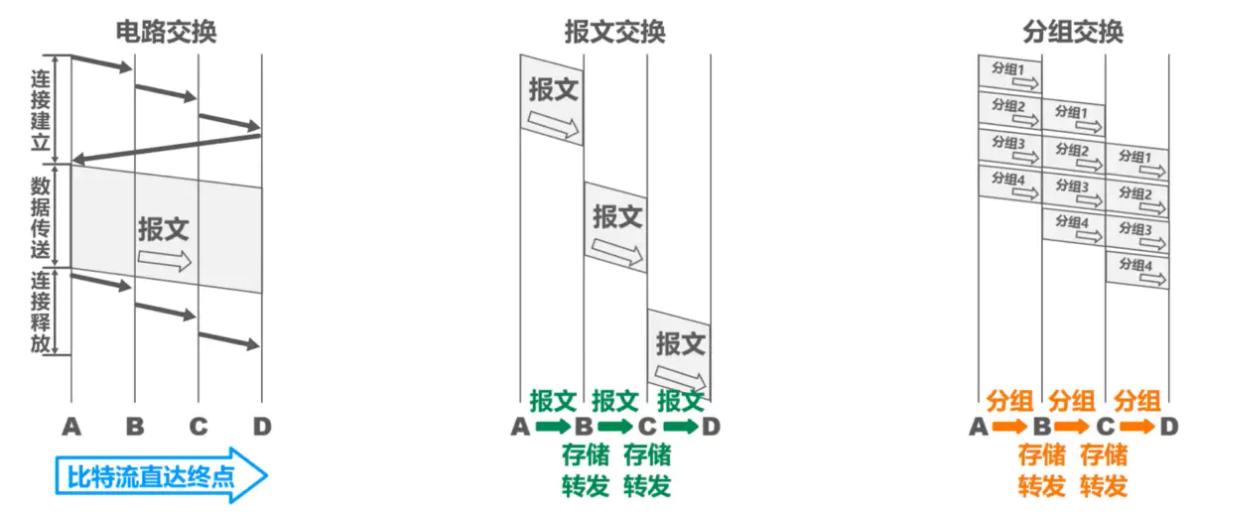 电路交换
连接建立
数据传送
连接释放
报文
A B C D
比特流直达终点
报文交换
报文
报文
报文
报文 报文 报文
A B C D
存储 存储
转发 转发
分组交换
分组1
分组2 分组1
分组3 分组2 分组1
分组4 分组3 分组2
分组4 分组3
分组4
分组 分组 分组
A B C D
存储 存储
转发 转发